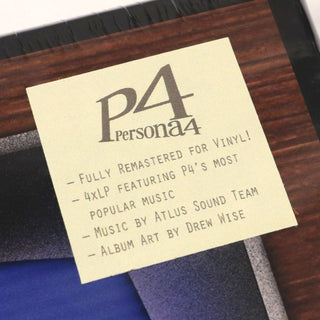 P4
Persona4
– Fully Remastered for Vinyl!
– 4xLP featuring P4's most
popular music
– Music by Atlus Sound Team
– Album Art by Drew Wise